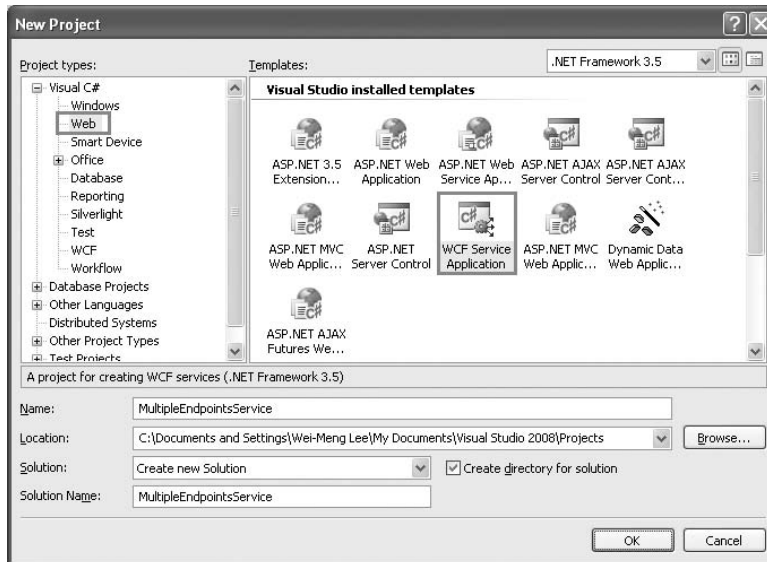 New Project
Project types:
Templates:
.NET Framework 3.5
Visual C#
Windows
Web
Smart Device
Office
Database
Reporting
Silverlight
Test
WCF
Workflow
Database Projects
Other Languages
Distributed Systems
Other Project Types
Test Projects
Visual Studio installed templates
ASP.NET 3.5 Extension...
ASP.NET Web Application
ASP.NET Web Service Ap...
ASP.NET AJAX Server Control
ASP.NET AJAX Server Cont...
ASP.NET MVC Web Applic...
ASP.NET Server Control
WCF Service Application
ASP.NET MVC Web Applic...
Dynamic Data Web Applic...
ASP.NET AJAX Futures We...
A project for creating WCF services (.NET Framework 3.5)
Name: MultipleEndpointsService
Location: C:\Documents and Settings\Wei-Meng Lee\My Documents\Visual Studio 2008\Projects Browse...
Solution: Create new Solution Create directory for solution
Solution Name: MultipleEndpointsService
OK Cancel